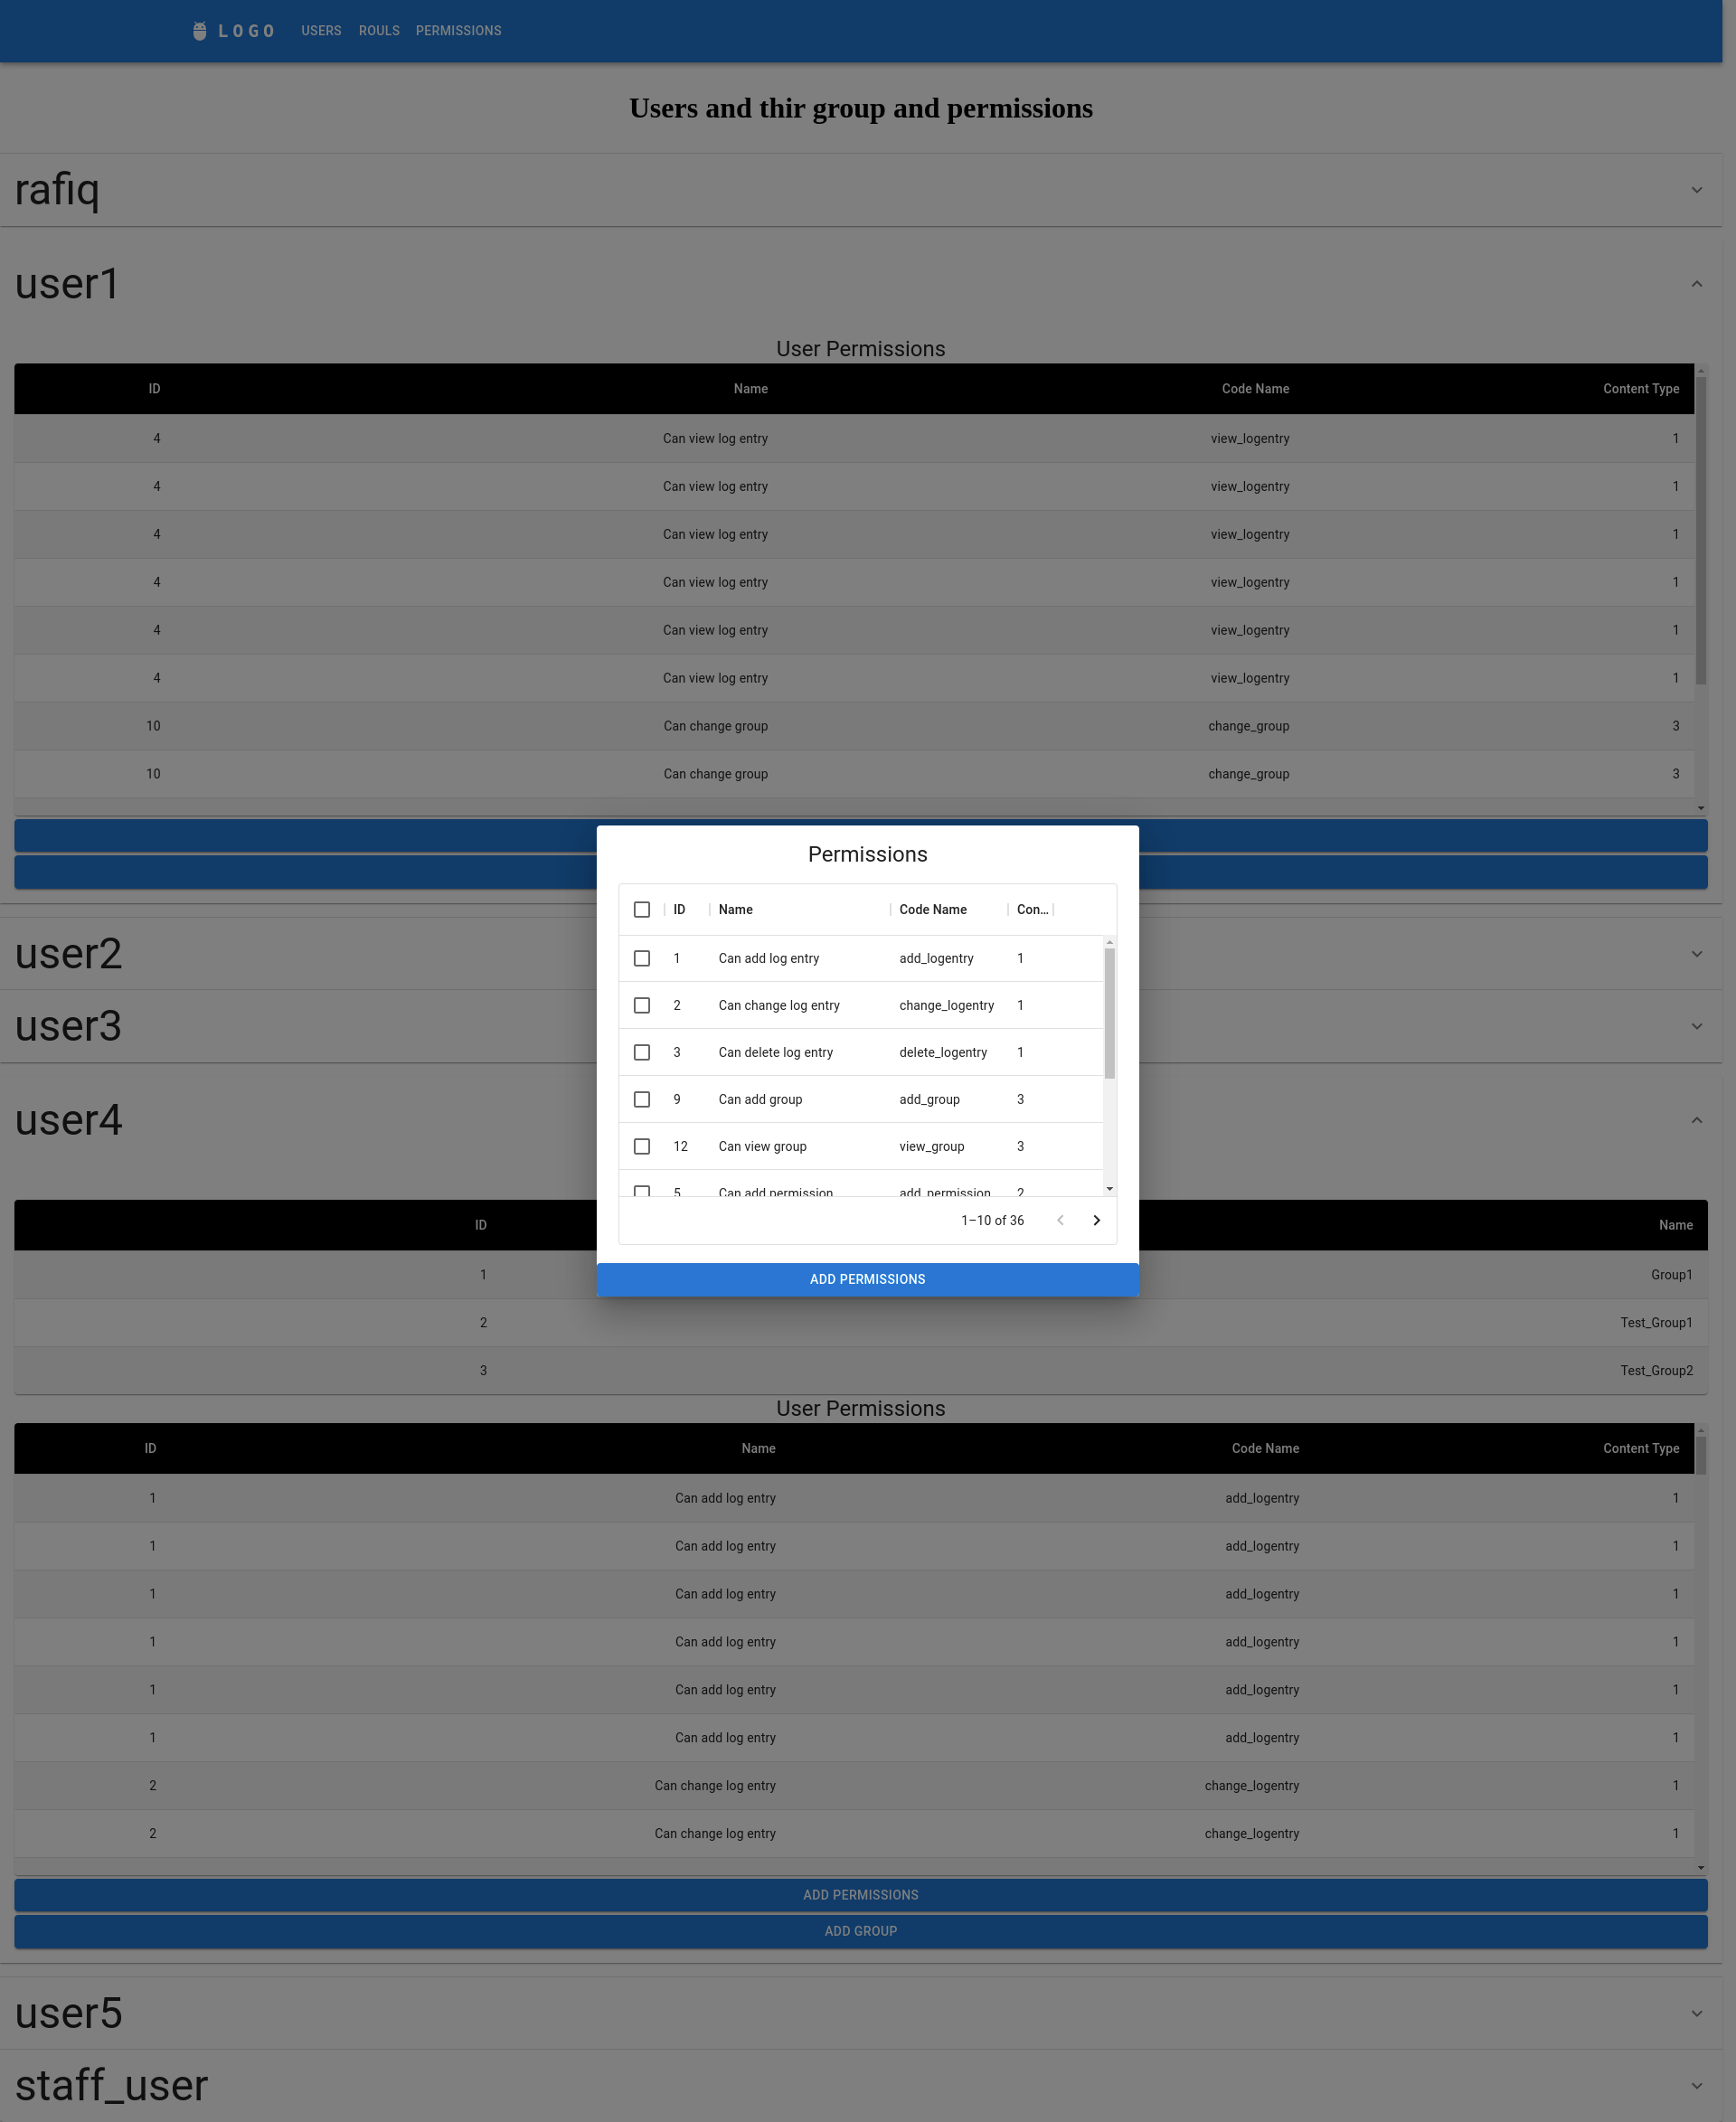 LOGO USERS ROULS PERMISSIONS
Users and thir group and permissions
rafiq
user1
User Permissions
ID Name Code Name Content Type
4 Can view log entry view_logentry 1
4 Can view log entry view_logentry 1
4 Can view log entry view_logentry 1
4 Can view log entry view_logentry 1
4 Can view log entry view_logentry 1
4 Can view log entry view_logentry 1
10 Can change group change_group 3
10 Can change group change_group 3
Permissions
ID Name Code Name Con...
1 Can add log entry add_logentry 1
2 Can change log entry change_logentry 1
3 Can delete log entry delete_logentry 1
9 Can add group add_group 3
12 Can view group view_group 3
5 Can add permission add_permission 2
1–10 of 36
ADD PERMISSIONS
user2
user3
user4
ID Name
1 Group1
2 Test_Group1
3 Test_Group2
User Permissions
ID Name Code Name Content Type
1 Can add log entry add_logentry 1
1 Can add log entry add_logentry 1
1 Can add log entry add_logentry 1
1 Can add log entry add_logentry 1
1 Can add log entry add_logentry 1
1 Can add log entry add_logentry 1
2 Can change log entry change_logentry 1
2 Can change log entry change_logentry 1
ADD PERMISSIONS
ADD GROUP
user5
staff_user